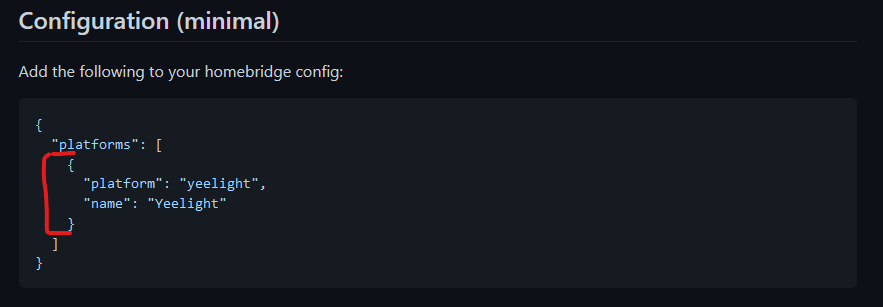 Configuration (minimal)
Add the following to your homebridge config:
{
  "platforms": [
    {
      "platform": "yeelight",
      "name": "Yeelight"
    }
  ]
}